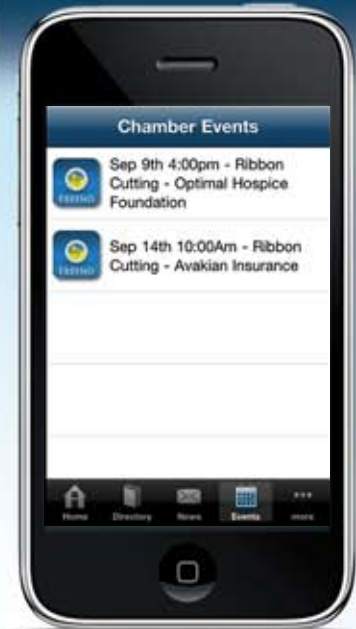 Chamber Events
Sep 9th 4:00pm - Ribbon
Cutting - Optimal Hospice
Foundation
Sep 14th 10:00Am - Ribbon
Cutting - Avakian Insurance
Home Directory News Events more